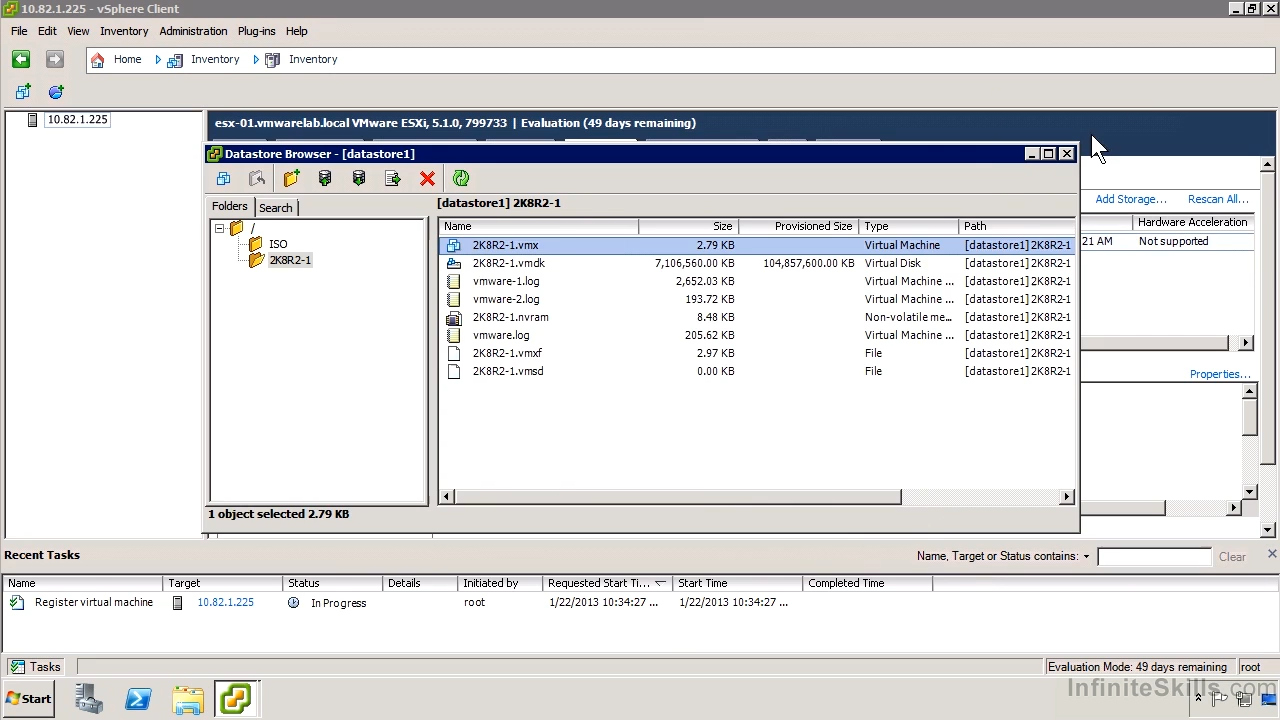 10.82.1.225 - vSphere Client
File Edit View Inventory Administration Plug-ins Help
Home Inventory Inventory
10.82.1.225
esx-01.vmwarelab.local VMware ESXi, 5.1.0, 799733 | Evaluation (49 days remaining)
Datastore Browser - [datastore1]
Folders Search
[datastore1] 2K8R2-1
/
ISO
2K8R2-1
Name Size Provisioned Size Type Path
2K8R2-1.vmx 2.79 KB Virtual Machine [datastore1] 2K8R2-1
2K8R2-1.vmdk 7,106,560.00 KB 104,857,600.00 KB Virtual Disk [datastore1] 2K8R2-1
vmware-1.log 2,652.03 KB Virtual Machine ... [datastore1] 2K8R2-1
vmware-2.log 193.72 KB Virtual Machine ... [datastore1] 2K8R2-1
2K8R2-1.nvram 8.48 KB Non-volatile me... [datastore1] 2K8R2-1
vmware.log 205.62 KB Virtual Machine ... [datastore1] 2K8R2-1
2K8R2-1.vmxf 2.97 KB File [datastore1] 2K8R2-1
2K8R2-1.vmsd 0.00 KB File [datastore1] 2K8R2-1
1 object selected 2.79 KB
Add Storage... Rescan All...
Hardware Acceleration
21 AM Not supported
Properties...
Recent Tasks
Name, Target or Status contains: Clear
Name Target Status Details Initiated by Requested Start Ti... Start Time Completed Time
Register virtual machine 10.82.1.225 In Progress root 1/22/2013 10:34:27 ... 1/22/2013 10:34:27 ...
Tasks
Evaluation Mode: 49 days remaining root
Start
InfiniteSkills.com